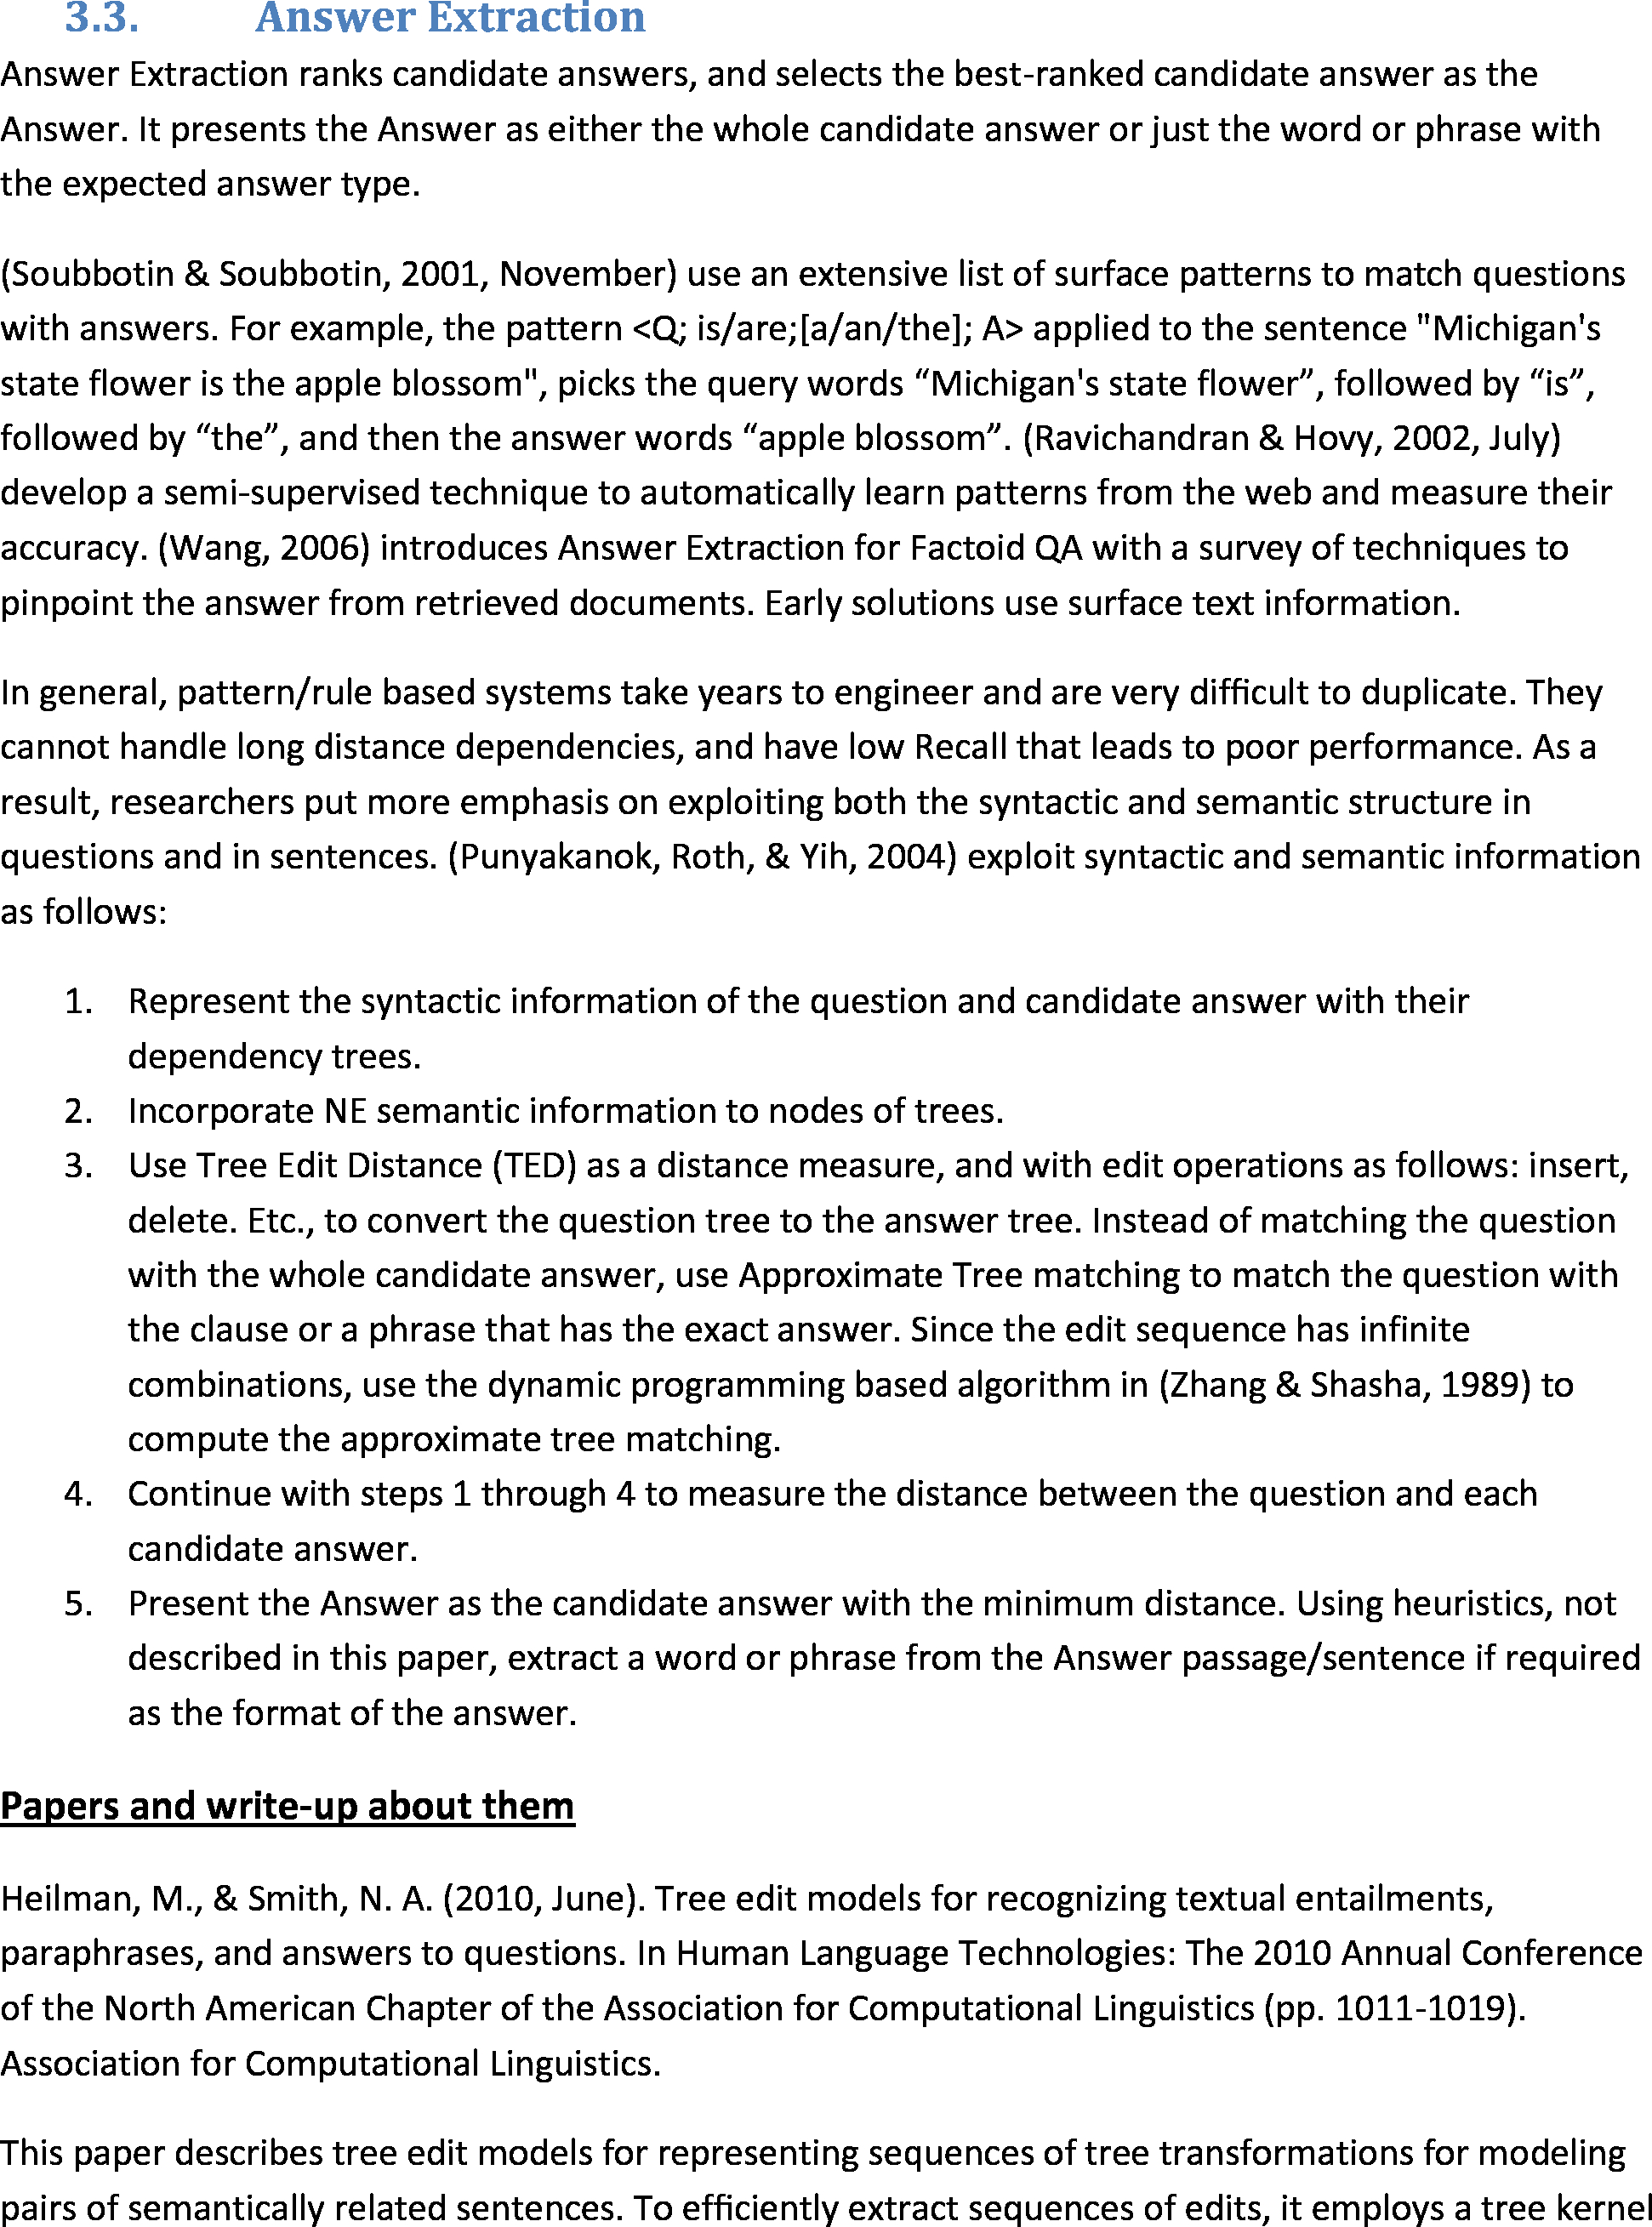 3.3. Answer Extraction
Answer Extraction ranks candidate answers, and selects the best-ranked candidate answer as the
Answer. It presents the Answer as either the whole candidate answer or just the word or phrase with
the expected answer type.
(Soubbotin & Soubbotin, 2001, November) use an extensive list of surface patterns to match questions
with answers. For example, the pattern <Q; is/are;[a/an/the]; A> applied to the sentence "Michigan's
state flower is the apple blossom", picks the query words “Michigan's state flower”, followed by “is”,
followed by “the”, and then the answer words “apple blossom”. (Ravichandran & Hovy, 2002, July)
develop a semi-supervised technique to automatically learn patterns from the web and measure their
accuracy. (Wang, 2006) introduces Answer Extraction for Factoid QA with a survey of techniques to
pinpoint the answer from retrieved documents. Early solutions use surface text information.
In general, pattern/rule based systems take years to engineer and are very difficult to duplicate. They
cannot handle long distance dependencies, and have low Recall that leads to poor performance. As a
result, researchers put more emphasis on exploiting both the syntactic and semantic structure in
questions and in sentences. (Punyakanok, Roth, & Yih, 2004) exploit syntactic and semantic information
as follows:
1. Represent the syntactic information of the question and candidate answer with their
dependency trees.
2. Incorporate NE semantic information to nodes of trees.
3. Use Tree Edit Distance (TED) as a distance measure, and with edit operations as follows: insert,
delete. Etc., to convert the question tree to the answer tree. Instead of matching the question
with the whole candidate answer, use Approximate Tree matching to match the question with
the clause or a phrase that has the exact answer. Since the edit sequence has infinite
combinations, use the dynamic programming based algorithm in (Zhang & Shasha, 1989) to
compute the approximate tree matching.
4. Continue with steps 1 through 4 to measure the distance between the question and each
candidate answer.
5. Present the Answer as the candidate answer with the minimum distance. Using heuristics, not
described in this paper, extract a word or phrase from the Answer passage/sentence if required
as the format of the answer.
Papers and write-up about them
Heilman, M., & Smith, N. A. (2010, June). Tree edit models for recognizing textual entailments,
paraphrases, and answers to questions. In Human Language Technologies: The 2010 Annual Conference
of the North American Chapter of the Association for Computational Linguistics (pp. 1011-1019).
Association for Computational Linguistics.
This paper describes tree edit models for representing sequences of tree transformations for modeling
pairs of semantically related sentences. To efficiently extract sequences of edits, it employs a tree kernel